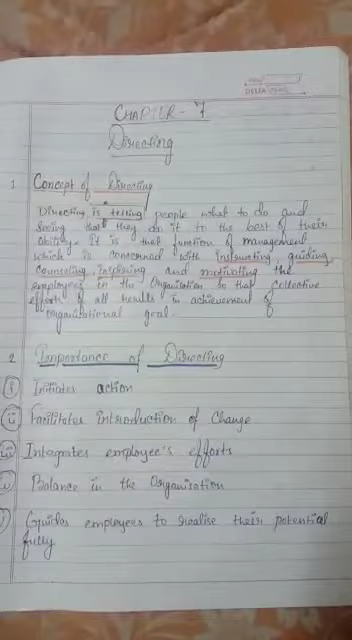 CHAPTER - 7
Directing
1 Concept of Directing
Directing is telling people what to do and
seeing that they do it to the best of their
ability. It is that function of management
which is concerned with instructing, guiding,
counseling, inspiring and motivating the
employees in the Organisation so that collective
efforts of all results in achievement of
organisational goal.
2 Importance of Directing
i Initiates action
ii Facilitates introduction of Change
iii Integrates employee's efforts
Balance in the Organisation
Guides employees to realise their potential
fully